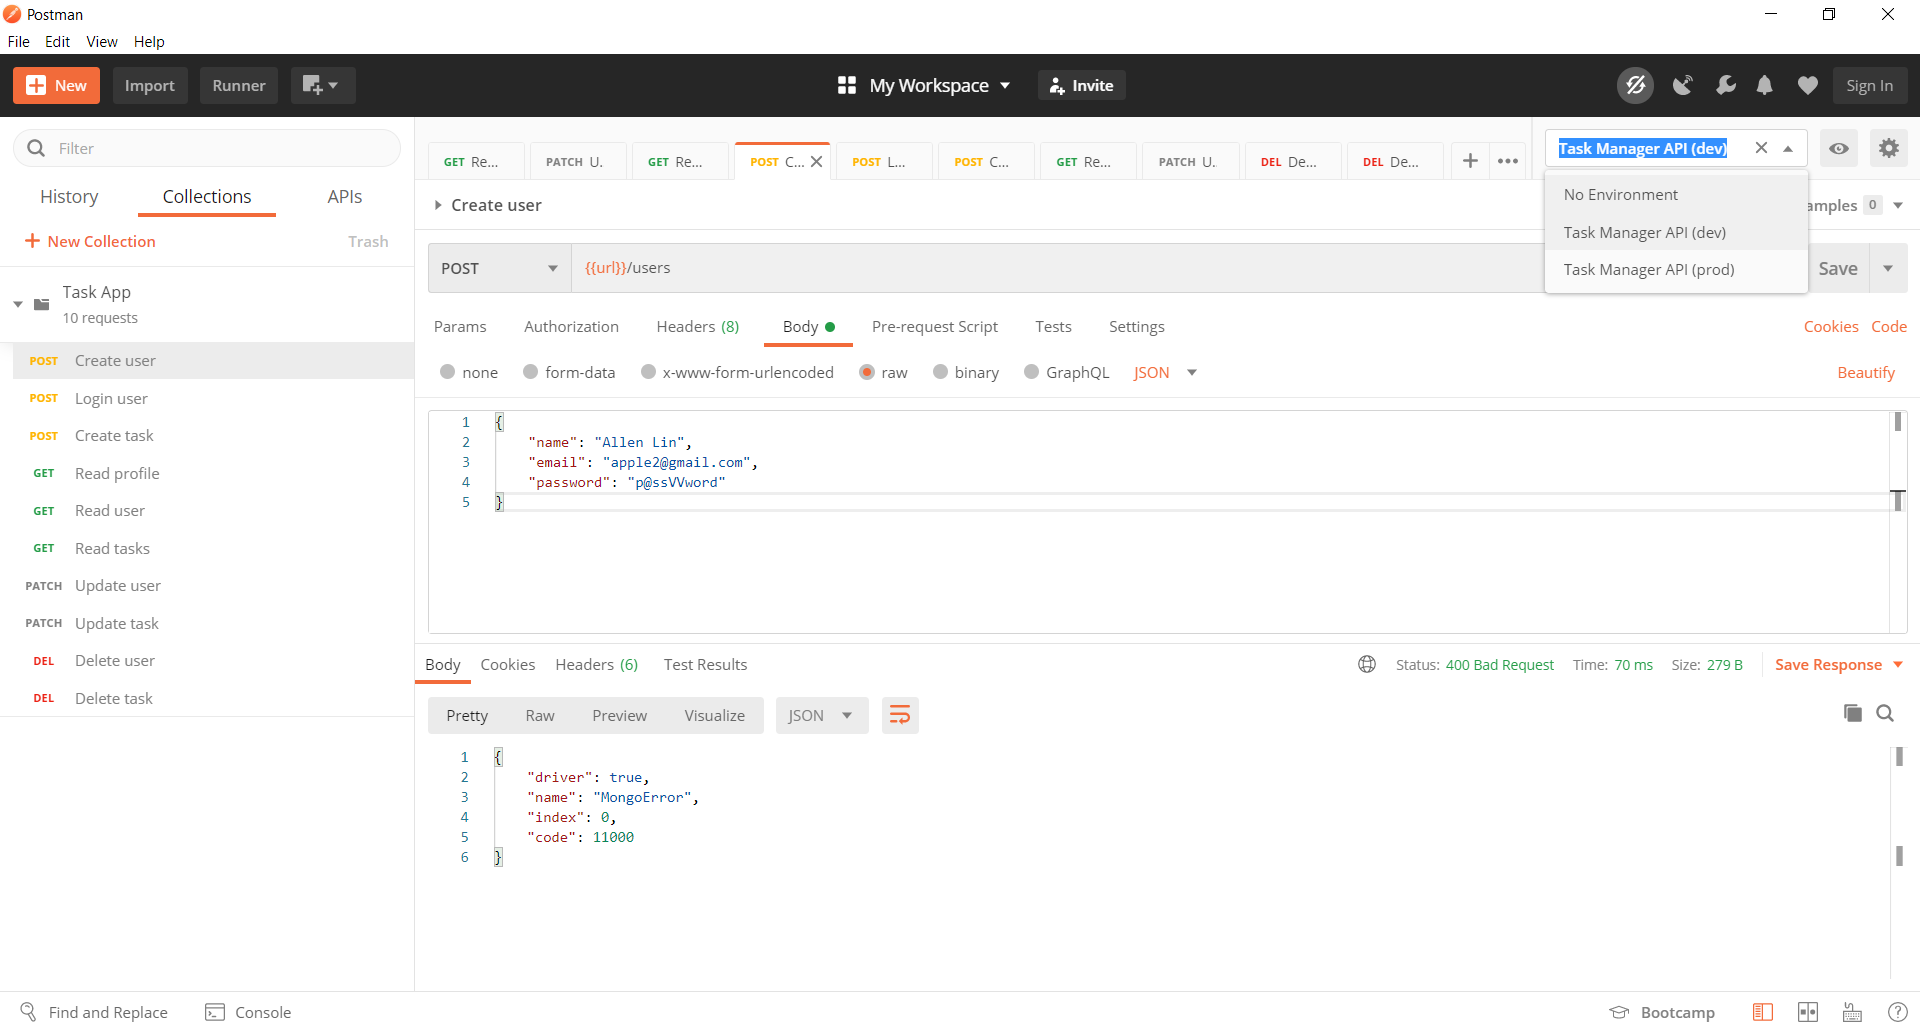 Postman
File Edit View Help
New Import Runner My Workspace Invite Sign In
Filter
History Collections APIs
New Collection Trash
Task App
10 requests
POST Create user
POST Login user
POST Create task
GET Read profile
GET Read user
GET Read tasks
PATCH Update user
PATCH Update task
DEL Delete user
DEL Delete task
GET Re... PATCH U. GET Re... POST C... POST L... POST C... GET Re... PATCH U. DEL De... DEL De... Task Manager API (dev)
No Environment
Task Manager API (dev)
Task Manager API (prod)
Create user amples 0
POST {{url}}/users Save
Params Authorization Headers (8) Body Pre-request Script Tests Settings Cookies Code
none form-data x-www-form-urlencoded raw binary GraphQL JSON Beautify
1 {
2 "name": "Allen Lin",
3 "email": "apple2@gmail.com",
4 "password": "p@ssVVword"
5 }
Body Cookies Headers (6) Test Results Status: 400 Bad Request Time: 70 ms Size: 279 B Save Response
Pretty Raw Preview Visualize JSON
1 {
2 "driver": true,
3 "name": "MongoError",
4 "index": 0,
5 "code": 11000
6 }
Find and Replace Console Bootcamp